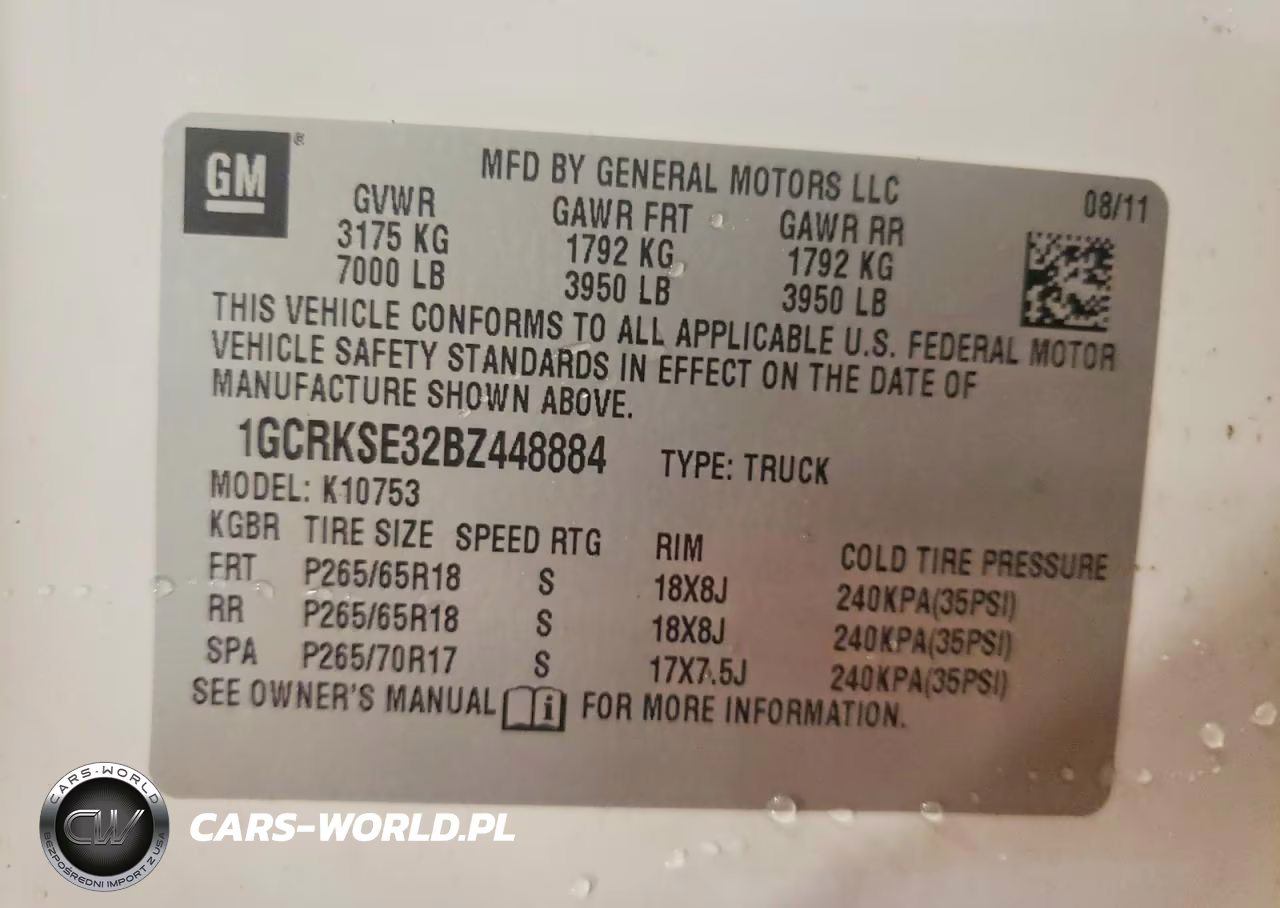 GM ®
MFD BY GENERAL MOTORS LLC
08/11
GVWR GAWR FRT GAWR RR
3175 KG 1792 KG 1792 KG
7000 LB 3950 LB 3950 LB
THIS VEHICLE CONFORMS TO ALL APPLICABLE U.S. FEDERAL MOTOR
VEHICLE SAFETY STANDARDS IN EFFECT ON THE DATE OF
MANUFACTURE SHOWN ABOVE.
1GCRKSE32BZ448884 TYPE: TRUCK
MODEL: K10753
KGBR TIRE SIZE SPEED RTG RIM COLD TIRE PRESSURE
FRT P265/65R18 S 18X8J 240KPA(35PSI)
RR P265/65R18 S 18X8J 240KPA(35PSI)
SPA P265/70R17 S 17X7.5J 240KPA(35PSI)
SEE OWNER'S MANUAL i FOR MORE INFORMATION.
CARS-WORLD
CW
BEZPOŚREDNI IMPORT Z USA
CARS-WORLD.PL